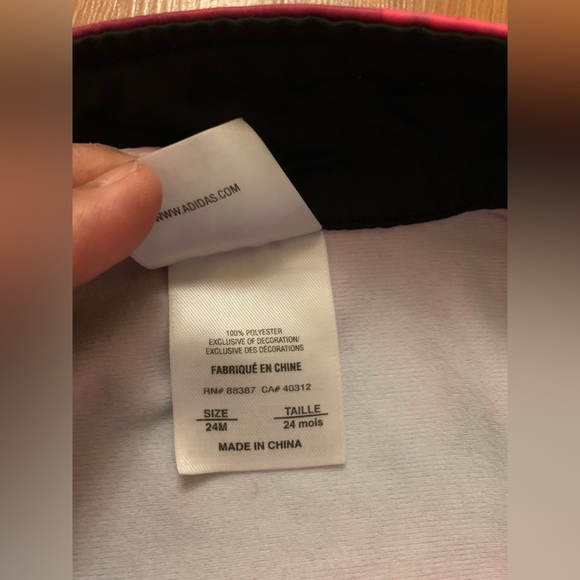 WWW.ADIDAS.COM
100% POLYESTER
EXCLUSIVE OF DECORATION/
EXCLUSIVE DES DÉCORATIONS
FABRIQUÉ EN CHINE
RN# 88387 CA# 40312
SIZE TAILLE
24M 24 mois
MADE IN CHINA